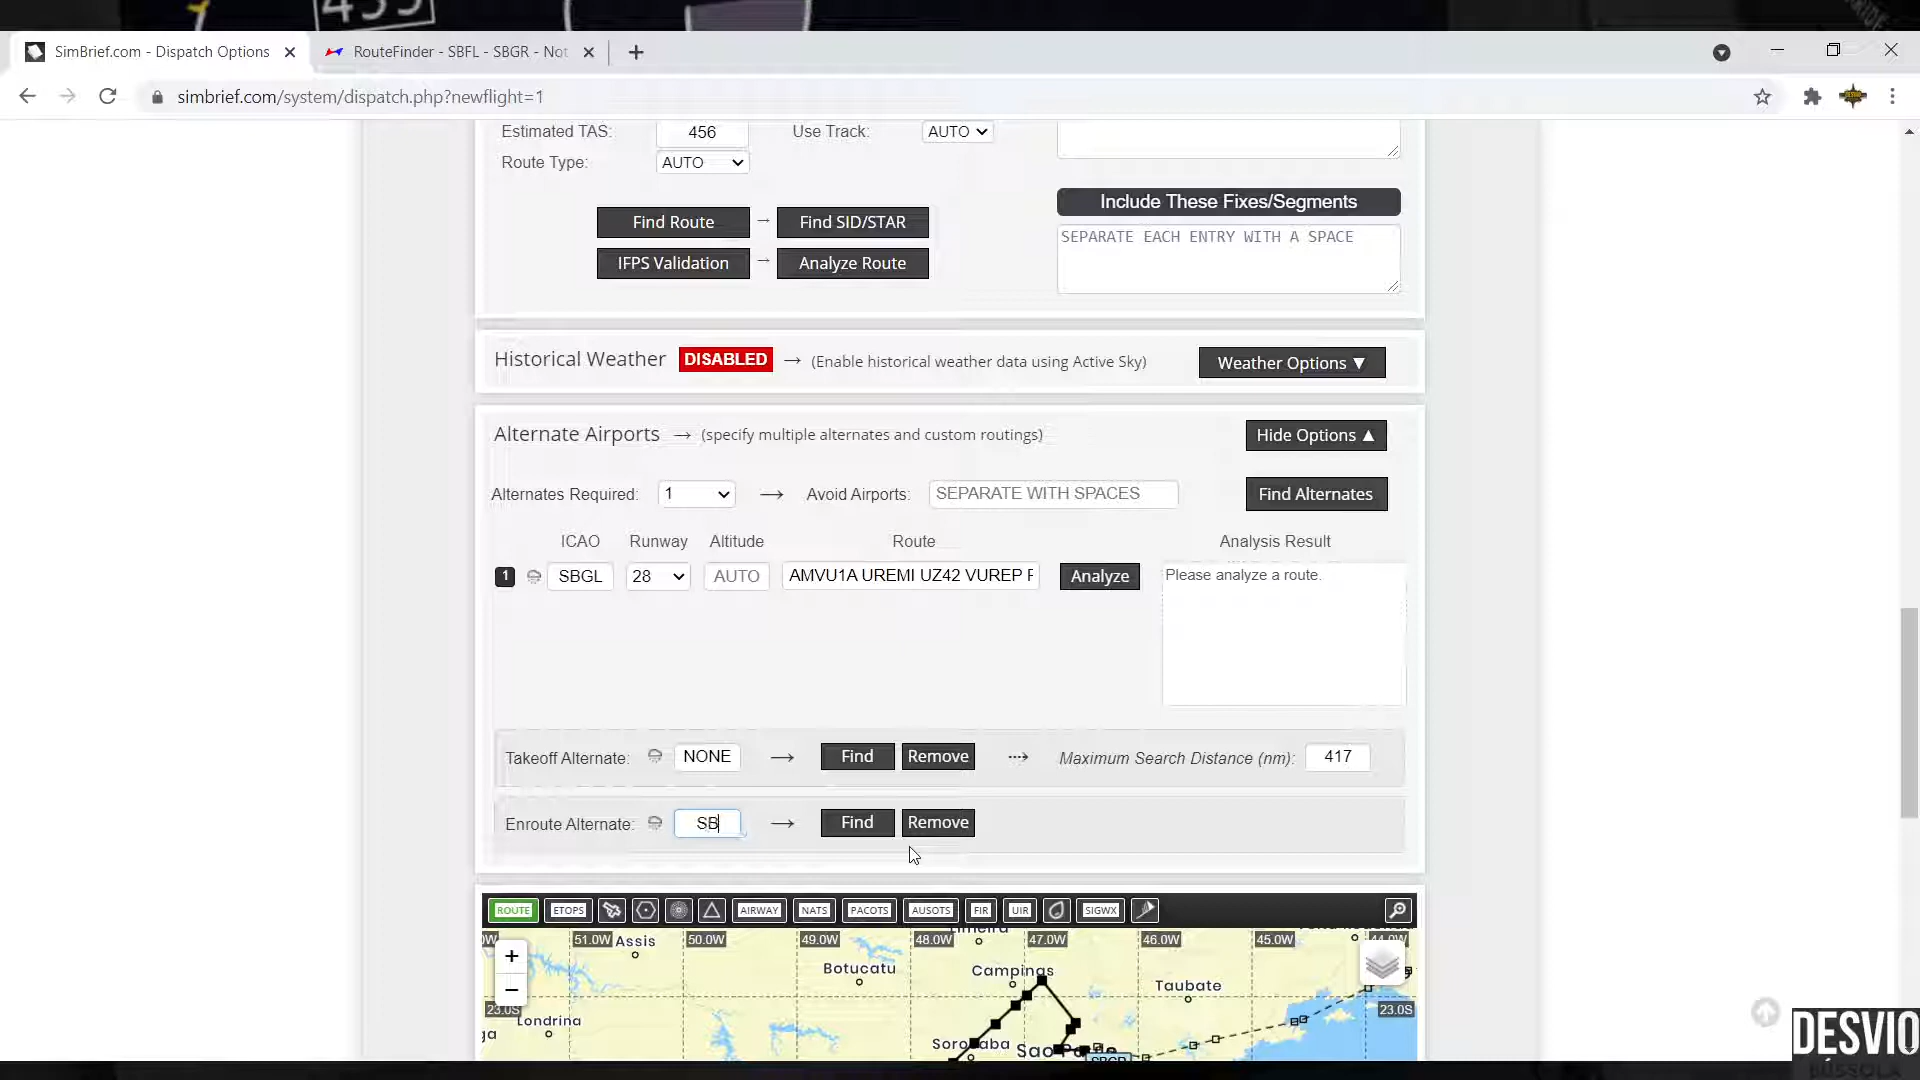 455
SimBrief.com - Dispatch Options
RouteFinder - SBFL - SBGR - Not
simbrief.com/system/dispatch.php?newflight=1
Estimated TAS: 456 Use Track: AUTO
Route Type: AUTO
Include These Fixes/Segments
Find Route → Find SID/STAR
SEPARATE EACH ENTRY WITH A SPACE
IFPS Validation → Analyze Route
Historical Weather DISABLED → (Enable historical weather data using Active Sky) Weather Options ▼
Alternate Airports → (specify multiple alternates and custom routings) Hide Options ▲
Alternates Required: 1 → Avoid Airports: SEPARATE WITH SPACES Find Alternates
ICAO Runway Altitude Route Analysis Result
1 SBGL 28 AUTO AMVU1A UREMI UZ42 VUREP F Analyze Please analyze a route.
Takeoff Alternate: NONE → Find Remove Maximum Search Distance (nm): 417
Enroute Alternate: SB → Find Remove
ROUTE ETOPS AIRWAY NATS PACOTS AUSOTS FIR UIR SIGWX
Limeira
51.0W Assis 50.0W 49.0W 48.0W 47.0W 46.0W 45.0W 44.0W
+
Botucatu Campinas
Taubate
−
23.0S 23.0S
Londrina
Sorocaba
SBGR
DESVIO
BÚSSOLA